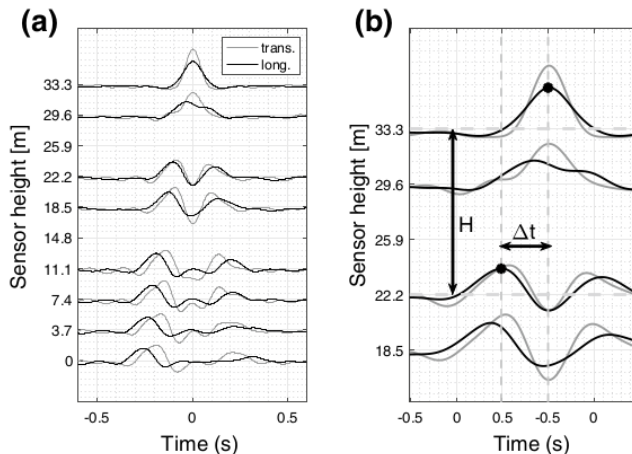 (a)
trans.
long.
33.3
29.6
25.9
22.2
18.5
14.8
11.1
7.4
3.7
0
Sensor height [m]
-0.5 0 0.5
Time (s)
(b)
33.3
29.6
25.9
22.2
18.5
Sensor height [m]
H
Δt
-0.5 0 0.5 -0.5 0 0.5
Time (s)